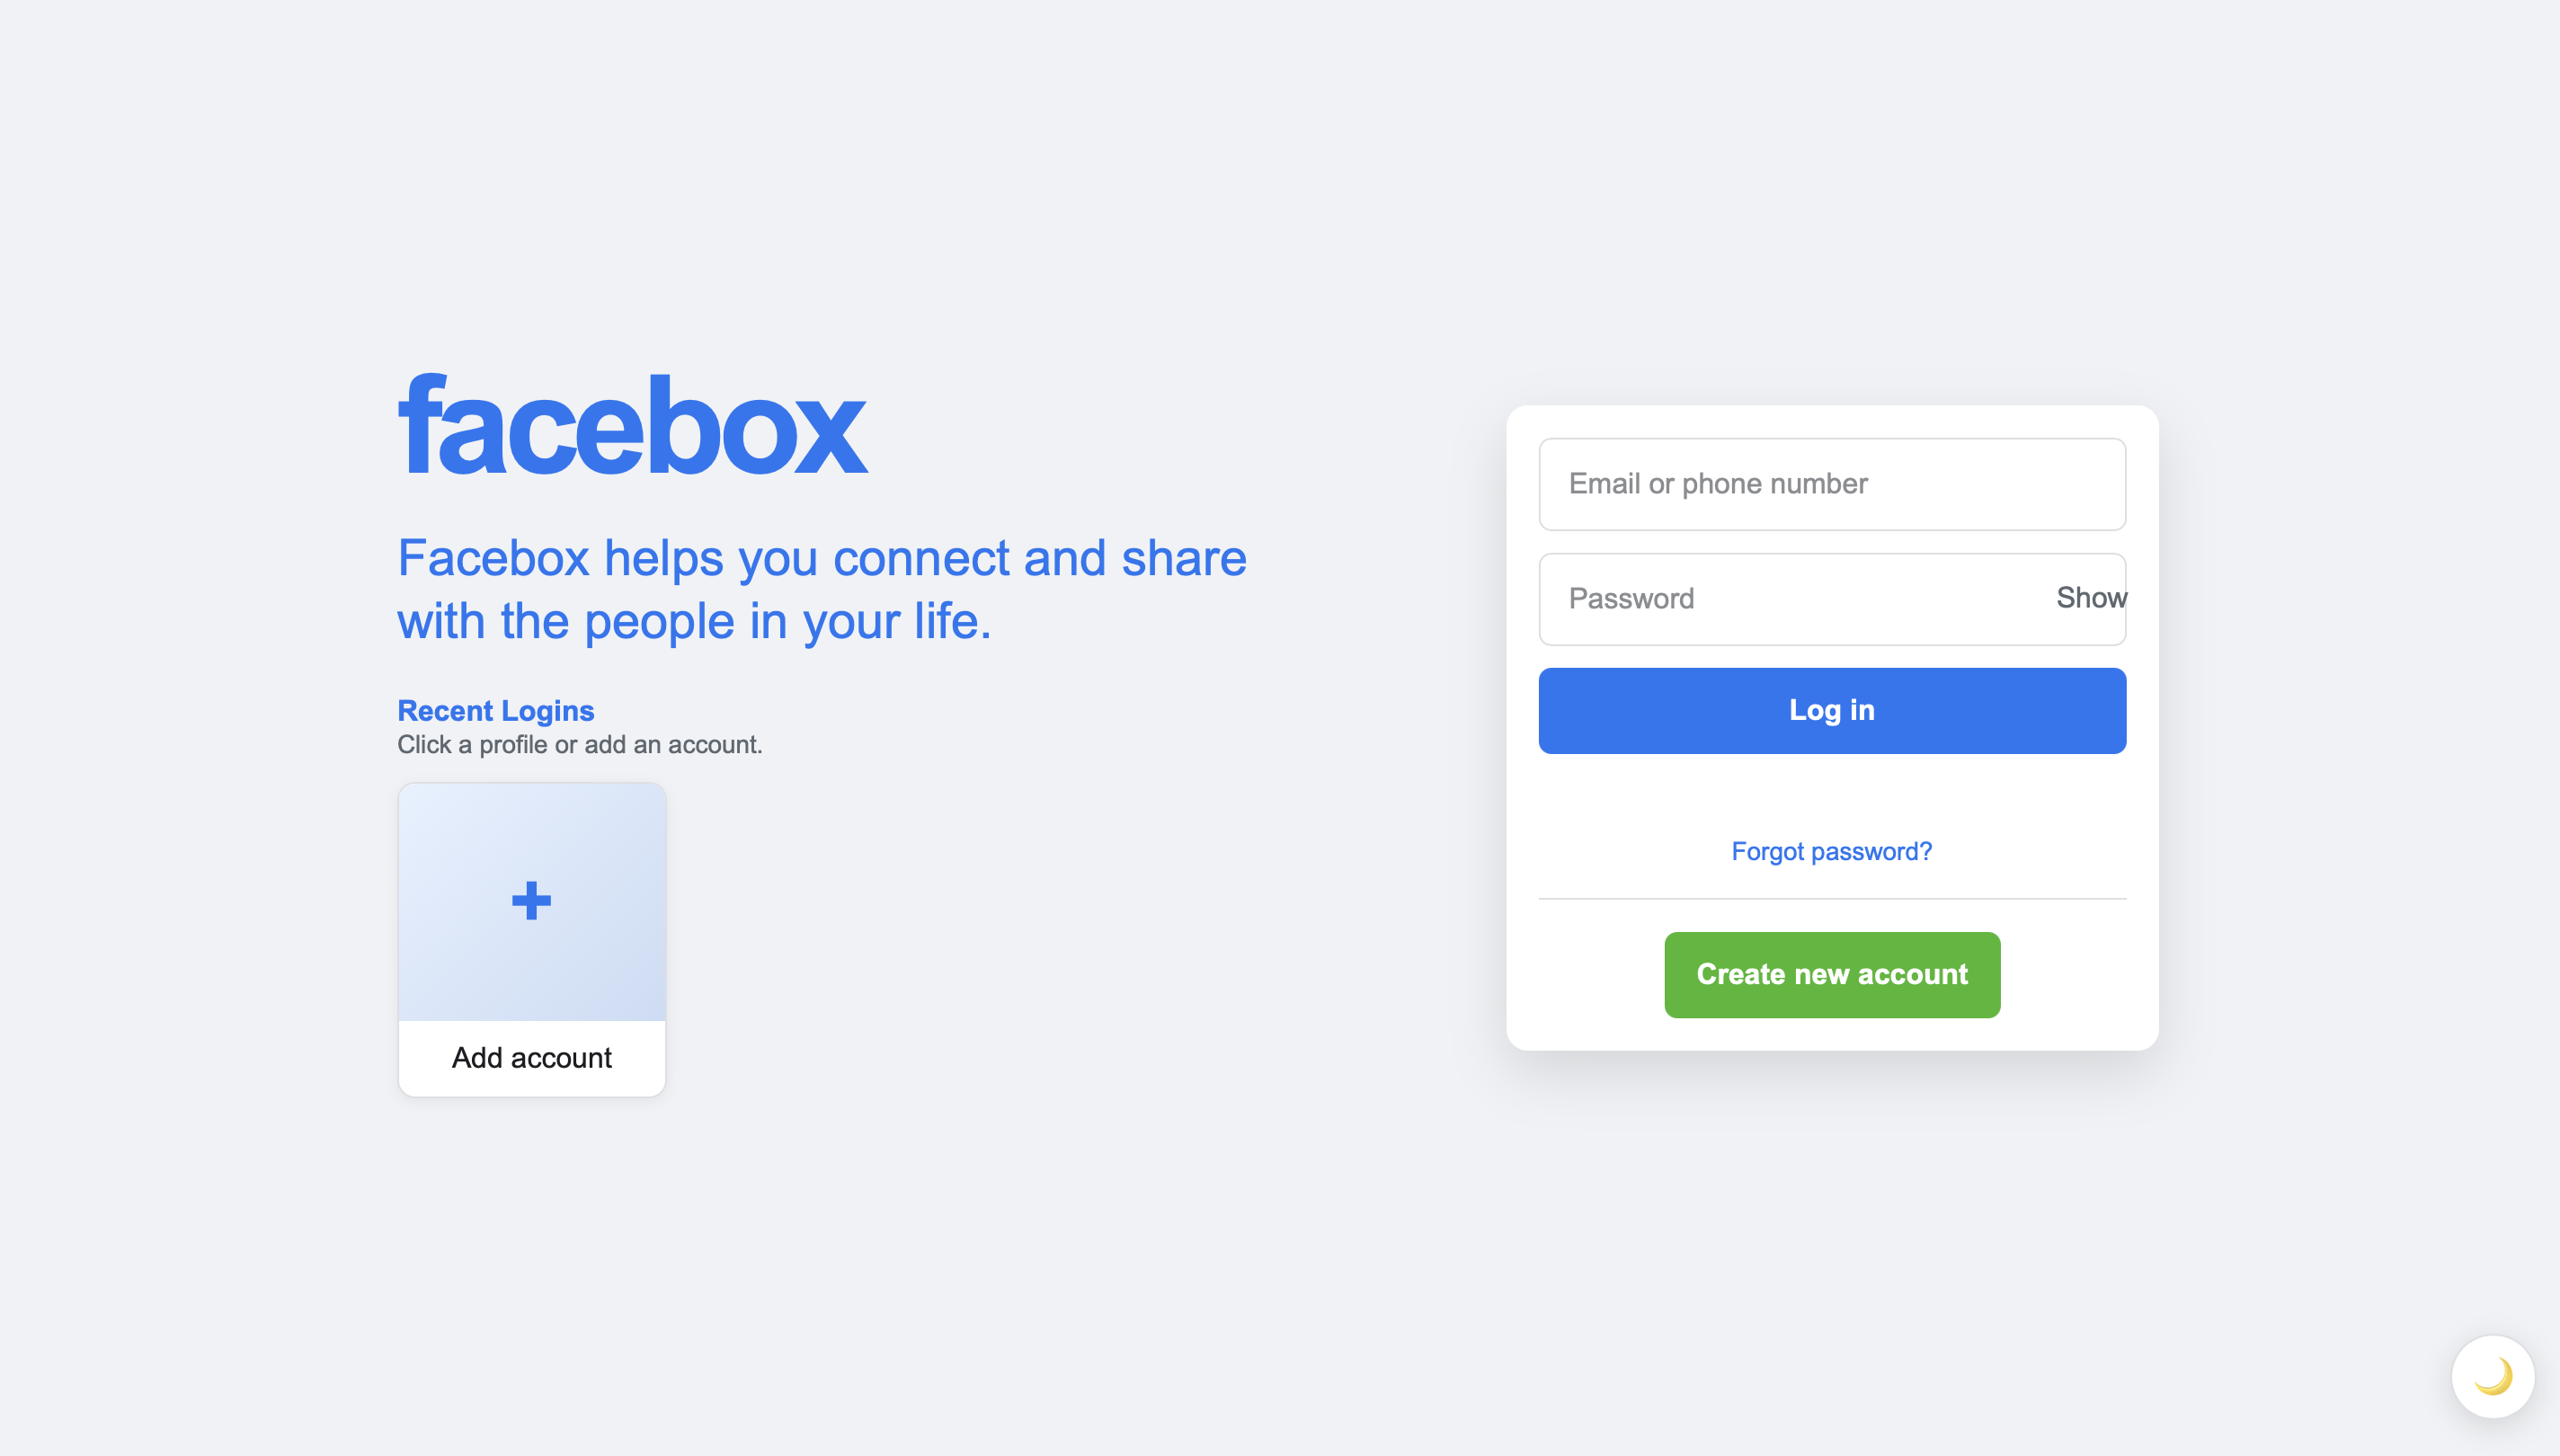 facebox
Facebox helps you connect and share
with the people in your life.
Recent Logins
Click a profile or add an account.
+
Add account
Email or phone number
Password
Show
Log in
Forgot password?
Create new account